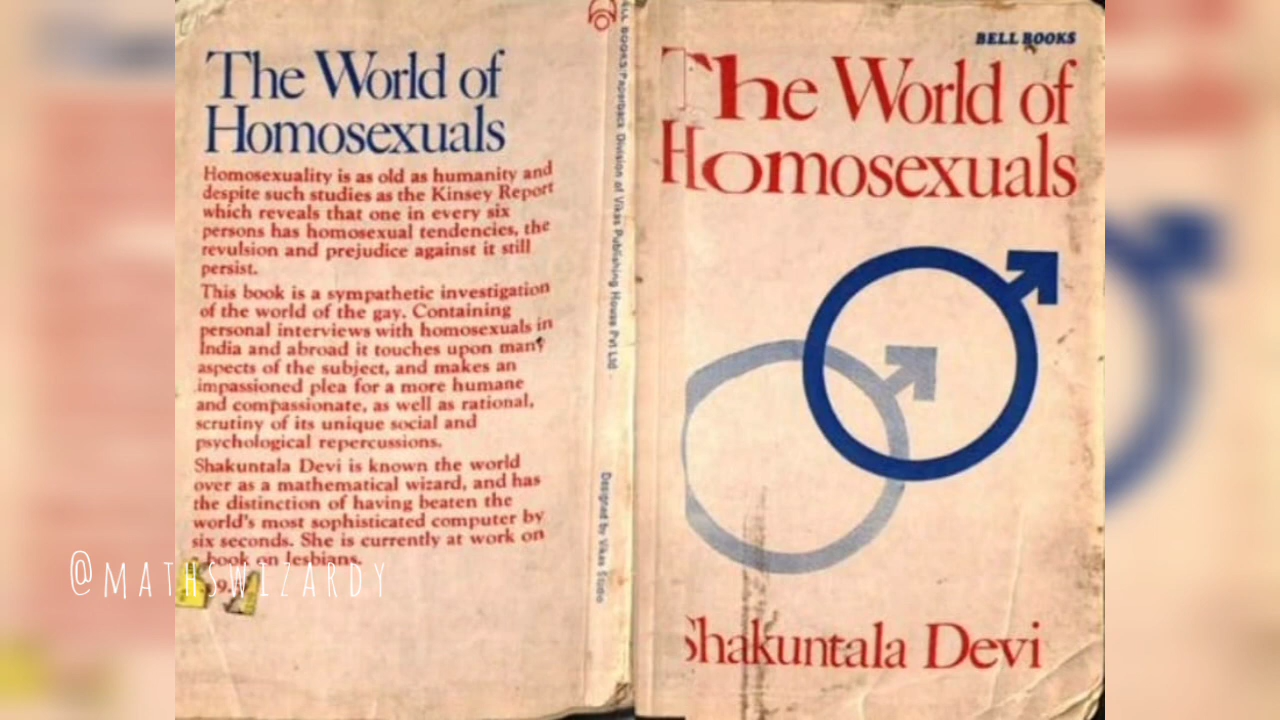 The World of
Homosexuals
Homosexuality is as old as humanity and
despite such studies as the Kinsey Report
which reveals that one in every six
persons has homosexual tendencies, the
revulsion and prejudice against it still
persist.
This book is a sympathetic investigation
of the world of the gay. Containing
personal interviews with homosexuals in
India and abroad it touches upon many
aspects of the subject, and makes an
impassioned plea for a more humane
and compassionate, as well as rational,
scrutiny of its unique social and
psychological repercussions.
Shakuntala Devi is known the world
over as a mathematical wizard, and has
the distinction of having beaten the
world's most sophisticated computer by
six seconds. She is currently at work on
book on lesbians.
@MATHSWIZARDY
BOOKS/Paperback Division of Vikas Publishing House Pvt Ltd
Designed by Vikas Studio
BELL BOOKS
The World of
Homosexuals
Shakuntala Devi